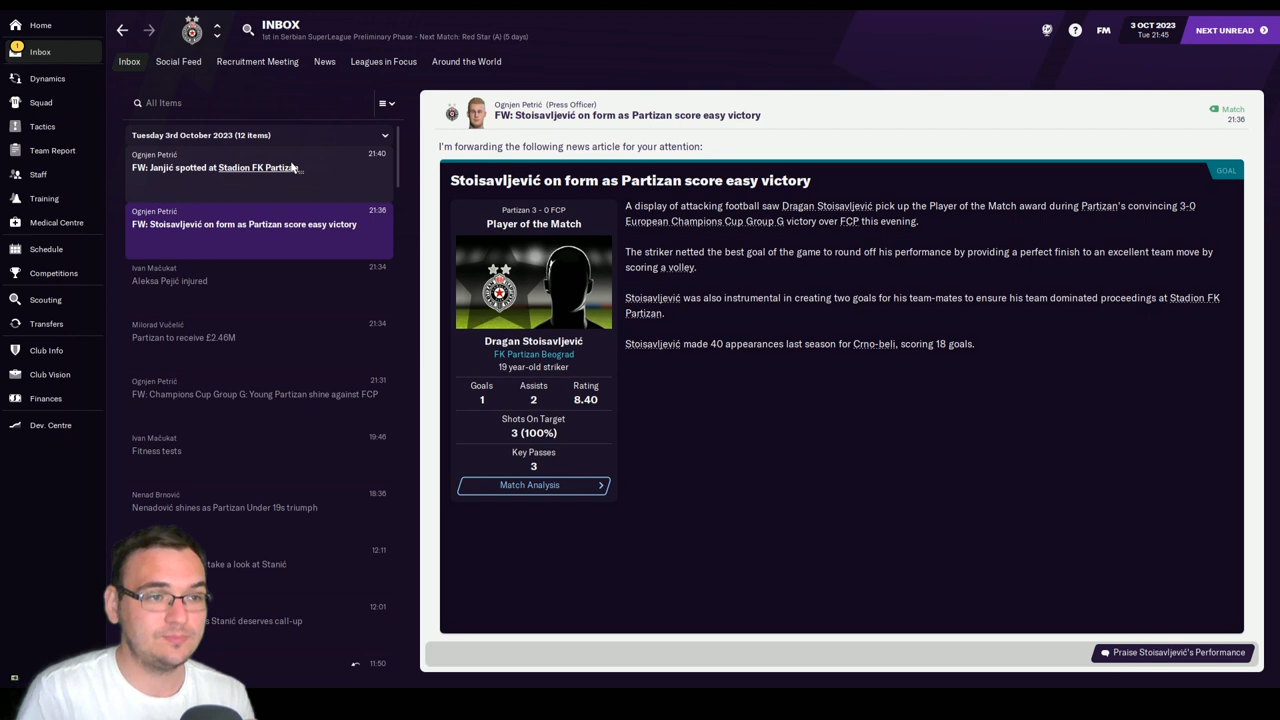 Home
Inbox
1
Dynamics
Squad
Tactics
Team Report
Staff
Training
Medical Centre
Schedule
Competitions
Scouting
Transfers
Club Info
Club Vision
Finances
Dev. Centre
INBOX
1st in Serbian SuperLeague Preliminary Phase - Next Match: Red Star (A) (5 days)
?
FM
3 OCT 2023
Tue 21:45
NEXT UNREAD
Inbox
Social Feed
Recruitment Meeting
News
Leagues in Focus
Around the World
All Items
Tuesday 3rd October 2023 (12 items)
Ognjen Petrić
21:40
FW: Janjić spotted at Stadion FK Partizan...
Ognjen Petrić
21:36
FW: Stoisavljević on form as Partizan score easy victory
Ivan Mačukat
21:34
Aleksa Pejić injured
Milorad Vučelić
21:34
Partizan to receive £2.46M
Ognjen Petrić
21:31
FW: Champions Cup Group G: Young Partizan shine against FCP
Ivan Mačukat
19:46
Fitness tests
Nenad Brnović
18:36
Nenadović shines as Partizan Under 19s triumph
12:11
take a look at Stanić
12:01
s Stanić deserves call-up
11:50
Ognjen Petrić (Press Officer)
FW: Stoisavljević on form as Partizan score easy victory
Match
21:36
I'm forwarding the following news article for your attention:
GOAL
Stoisavljević on form as Partizan score easy victory
Partizan 3 - 0 FCP
Player of the Match
Dragan Stoisavljević
FK Partizan Beograd
19 year-old striker
Goals Assists Rating
1 2 8.40
Shots On Target
3 (100%)
Key Passes
3
Match Analysis
A display of attacking football saw Dragan Stoisavljević pick up the Player of the Match award during Partizan's convincing 3-0
European Champions Cup Group G victory over FCP this evening.
The striker netted the best goal of the game to round off his performance by providing a perfect finish to an excellent team move by
scoring a volley.
Stoisavljević was also instrumental in creating two goals for his team-mates to ensure his team dominated proceedings at Stadion FK
Partizan.
Stoisavljević made 40 appearances last season for Crno-beli, scoring 18 goals.
Praise Stoisavljević's Performance